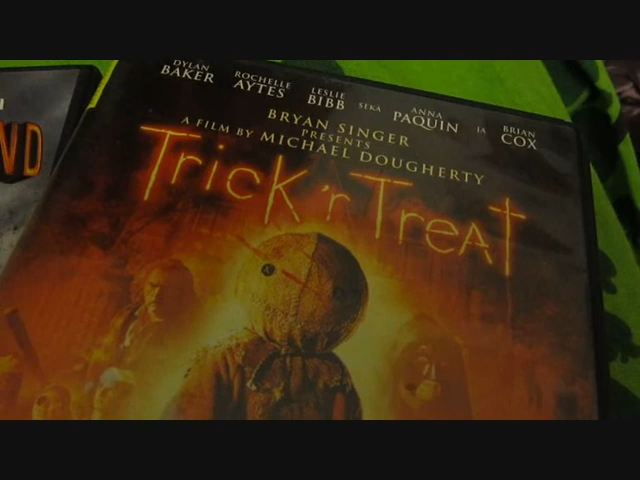 DYLAN BAKER ROCHELLE AYTES LESLIE BIBB SEKA ANNA PAQUIN JA BRIAN COX
BRYAN SINGER
PRESENTS
A FILM BY MICHAEL DOUGHERTY
Trick 'r Treat
ND